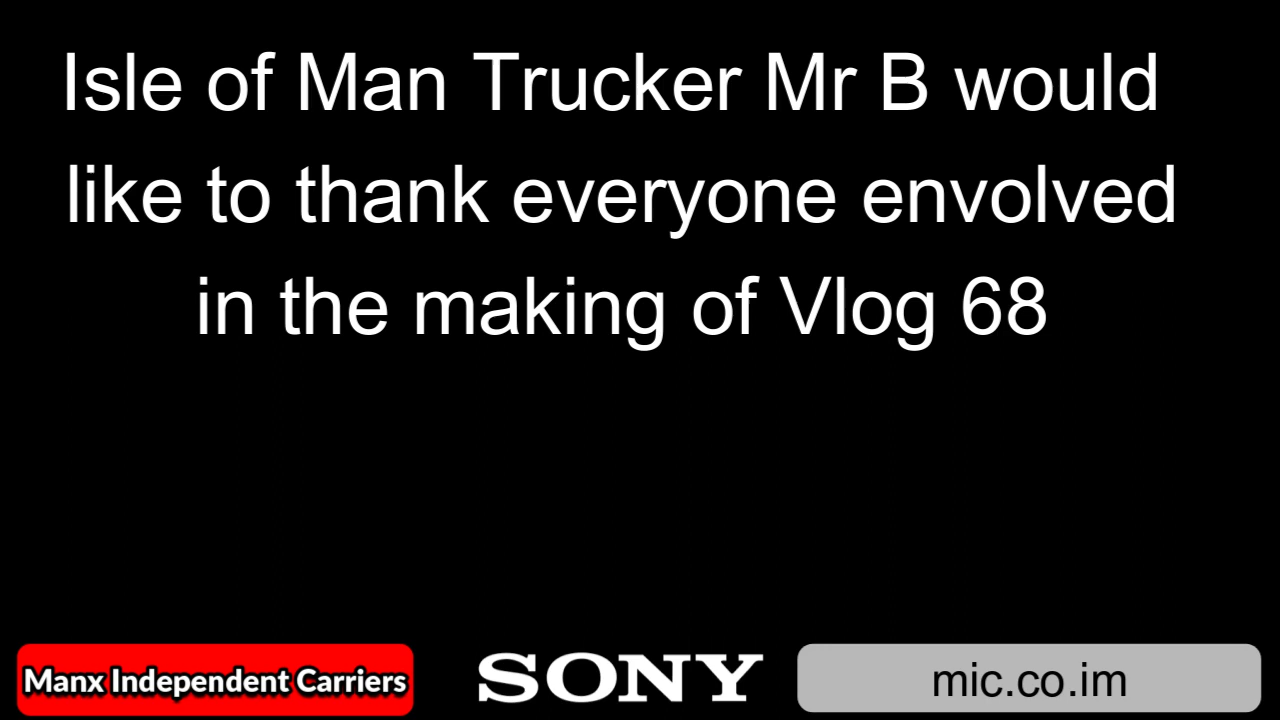 Isle of Man Trucker Mr B would
like to thank everyone envolved
in the making of Vlog 68
Manx Independent Carriers
SONY
mic.co.im